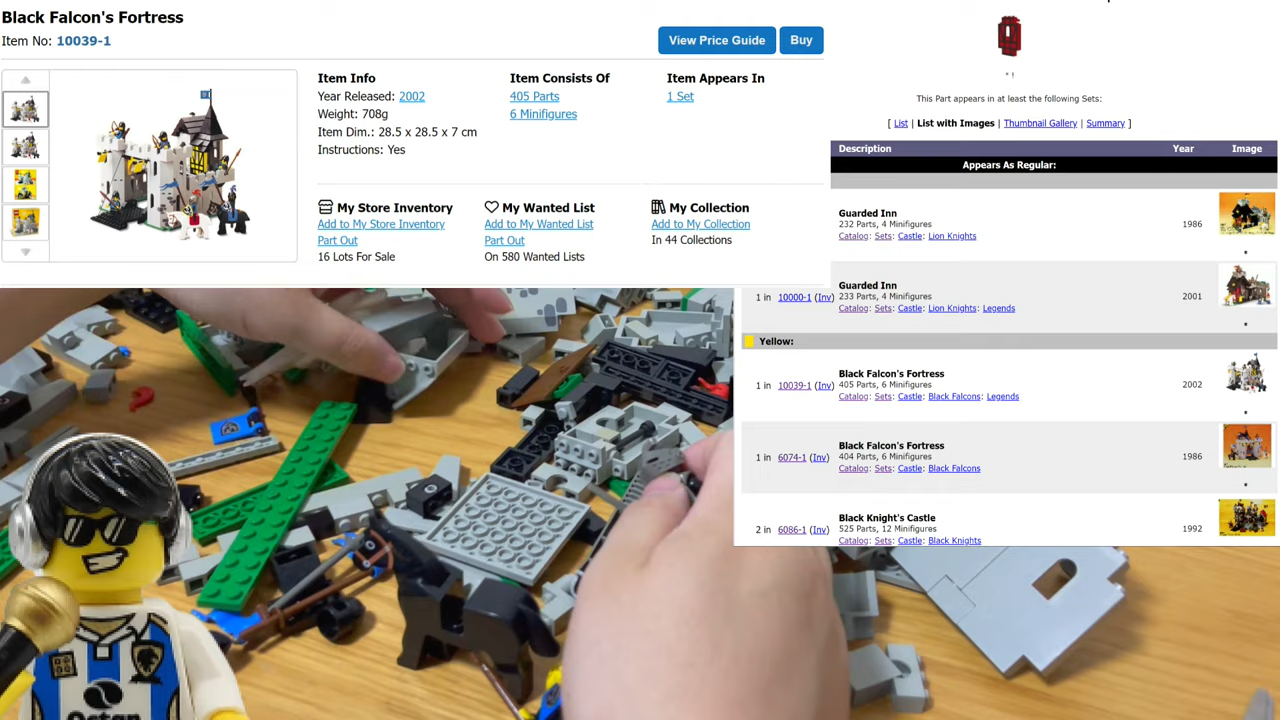 Black Falcon's Fortress
Item No: 10039-1
View Price Guide
Buy
Item Info
Year Released: 2002
Weight: 708g
Item Dim.: 28.5 x 28.5 x 7 cm
Instructions: Yes
Item Consists Of
405 Parts
6 Minifigures
Item Appears In
1 Set
My Store Inventory
Add to My Store Inventory
Part Out
16 Lots For Sale
My Wanted List
Add to My Wanted List
Part Out
On 580 Wanted Lists
My Collection
Add to My Collection
In 44 Collections
This Part appears in at least the following Sets:
[ List | List with Images | Thumbnail Gallery | Summary ]
Description Year Image
Appears As Regular:
Guarded Inn
232 Parts, 4 Minifigures 1986
Catalog: Sets: Castle: Lion Knights
Guarded Inn
1 in 10000-1 (Inv) 233 Parts, 4 Minifigures 2001
Catalog: Sets: Castle: Lion Knights: Legends
Yellow:
Black Falcon's Fortress
1 in 10039-1 (Inv) 405 Parts, 6 Minifigures 2002
Catalog: Sets: Castle: Black Falcons: Legends
Black Falcon's Fortress
1 in 6074-1 (Inv) 404 Parts, 6 Minifigures 1986
Catalog: Sets: Castle: Black Falcons
Black Knight's Castle
2 in 6086-1 (Inv) 525 Parts, 12 Minifigures 1992
Catalog: Sets: Castle: Black Knights
Octan